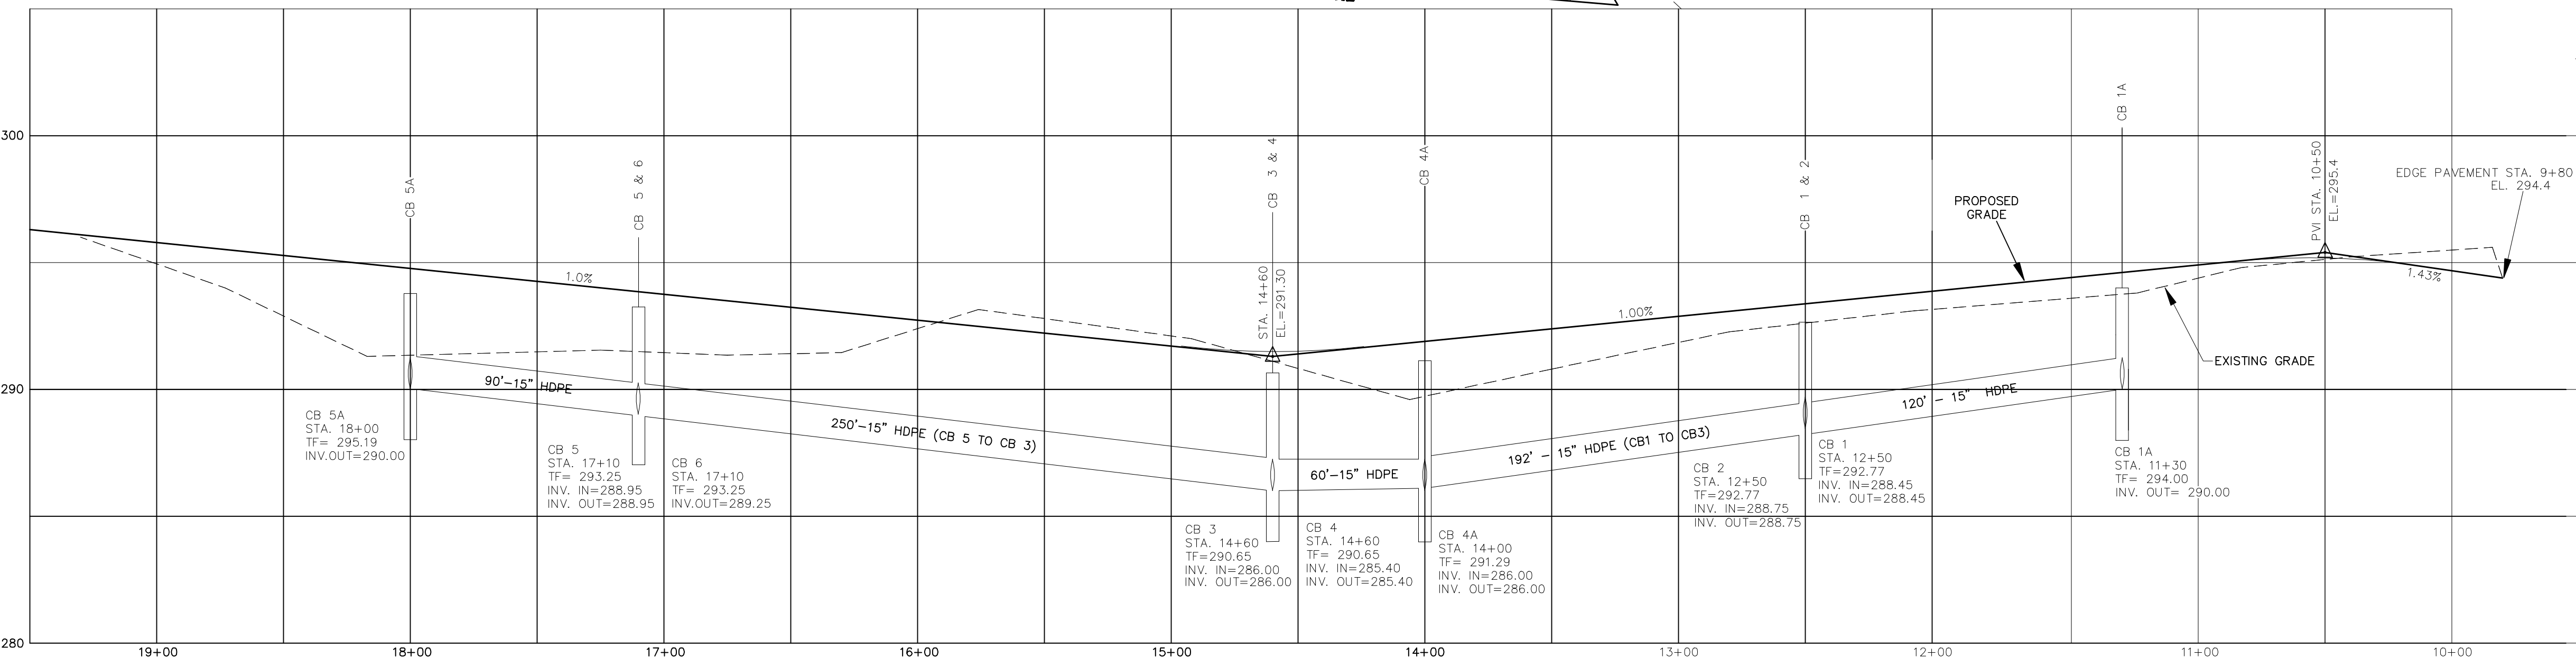 300
290
280
CB 5A
CB 5 & 6
CB 3 & 4
CB 4A
CB 1 & 2
CB 1A
PVI STA. 10+50
EL.=295.4
EDGE PAVEMENT STA. 9+80
EL. 294.4
PROPOSED
GRADE
STA. 14+60
EL.=291.30
1.0%
1.00%
1.43%
EXISTING GRADE
90'-15" HDPE
250'-15" HDPE (CB 5 TO CB 3)
60'-15" HDPE
192' - 15" HDPE (CB1 TO CB3)
120' - 15" HDPE
CB 5A
STA. 18+00
TF= 295.19
INV.OUT=290.00
CB 5
STA. 17+10
TF= 293.25
INV. IN=288.95
INV. OUT=288.95
CB 6
STA. 17+10
TF= 293.25
INV.OUT=289.25
CB 3
STA. 14+60
TF=290.65
INV. IN=286.00
INV. OUT=286.00
CB 4
STA. 14+60
TF= 290.65
INV. IN=285.40
INV. OUT=285.40
CB 4A
STA. 14+00
TF= 291.29
INV. IN=286.00
INV. OUT=286.00
CB 2
STA. 12+50
TF=292.77
INV. IN=288.75
INV. OUT=288.75
CB 1
STA. 12+50
TF=292.77
INV. IN=288.45
INV. OUT=288.45
CB 1A
STA. 11+30
TF= 294.00
INV. OUT= 290.00
19+00
18+00
17+00
16+00
15+00
14+00
13+00
12+00
11+00
10+00